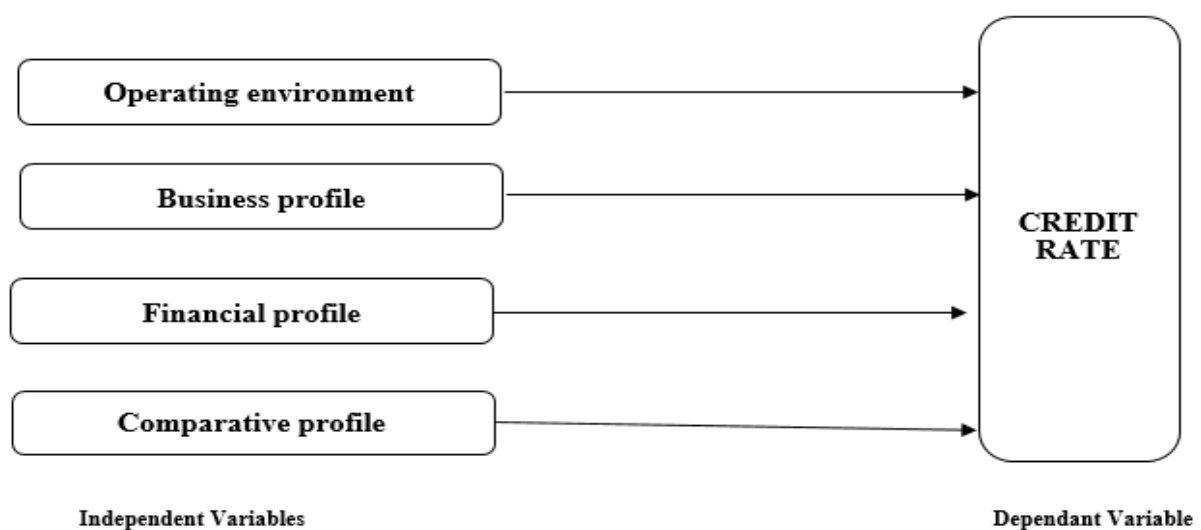 Operating environment
Business profile
Financial profile
Comparative profile
CREDIT
RATE
Independent Variables
Dependant Variable